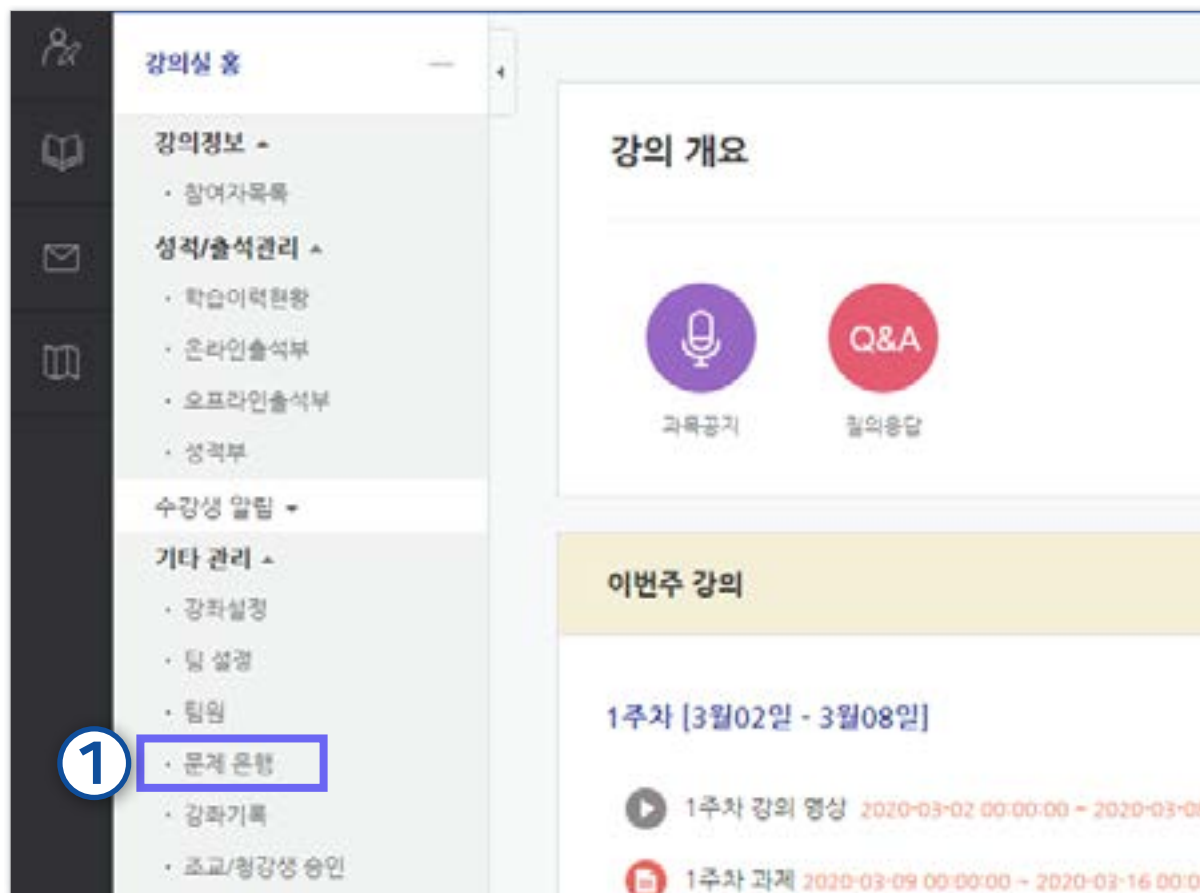 강의실 홈
강의정보
참여자목록
성적/출석관리
학습이력현황
온라인출석부
오프라인출석부
성적부
수강생 알림
기타 관리
강좌설정
팀 설정
팀원
1
문제 은행
강좌기록
조교/청강생 승인
강의 개요
Q&A
과목공지
질의응답
이번주 강의
1주차 [3월02일 - 3월08일]
1주차 강의 영상 2020-03-02 00:00:00 ~ 2020-03-0
1주차 과제 2020-03-09 00:00:00 ~ 2020-03-16 00:0